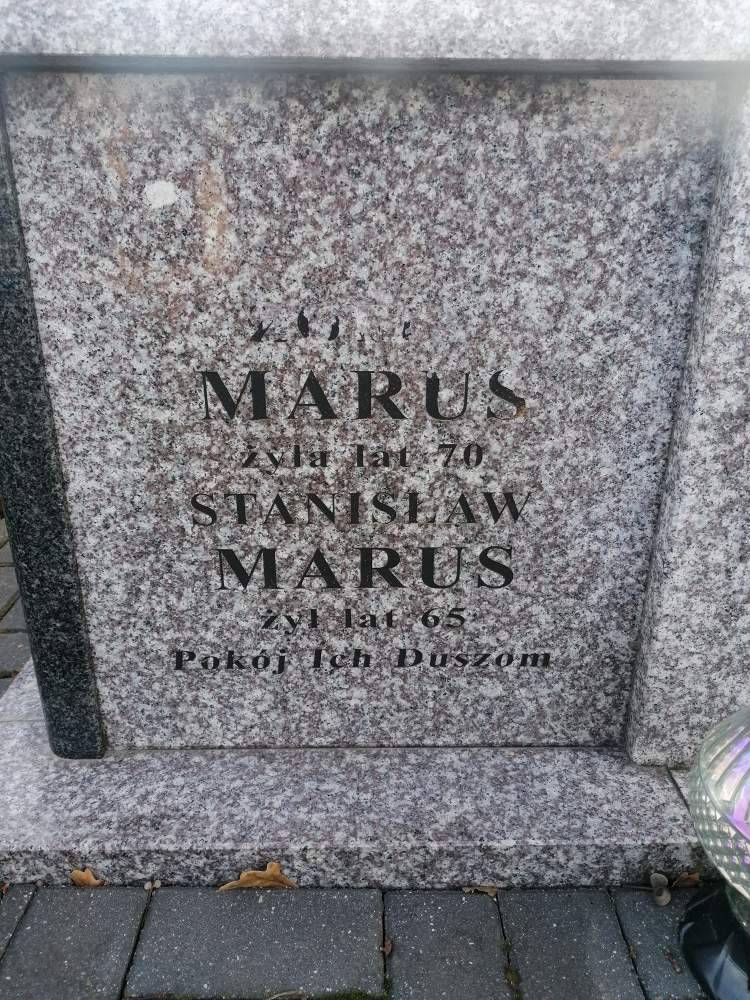 MARUS
żyła lat 70
STANISŁAW
MARUS
żył lat 65
Pokój Ich Duszom